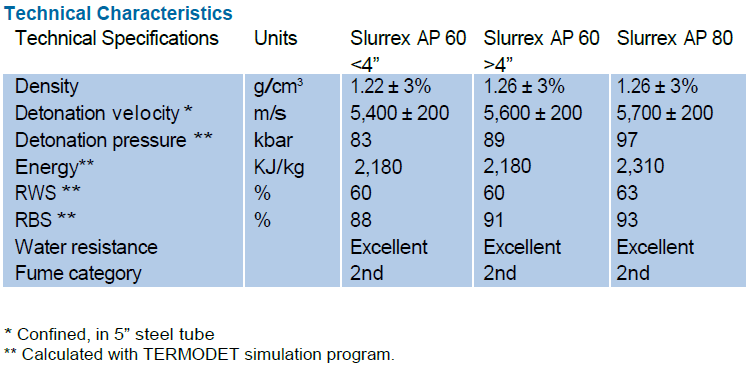 Technical Characteristics
Technical Specifications Units Slurrex AP 60 <4” Slurrex AP 60 >4” Slurrex AP 80
Density g/cm³ 1.22 ± 3% 1.26 ± 3% 1.26 ± 3%
Detonation velocity * m/s 5,400 ± 200 5,600 ± 200 5,700 ± 200
Detonation pressure ** kbar 83 89 97
Energy** KJ/kg 2,180 2,180 2,310
RWS ** % 60 60 63
RBS ** % 88 91 93
Water resistance Excellent Excellent Excellent
Fume category 2nd 2nd 2nd
* Confined, in 5” steel tube
** Calculated with TERMODET simulation program.